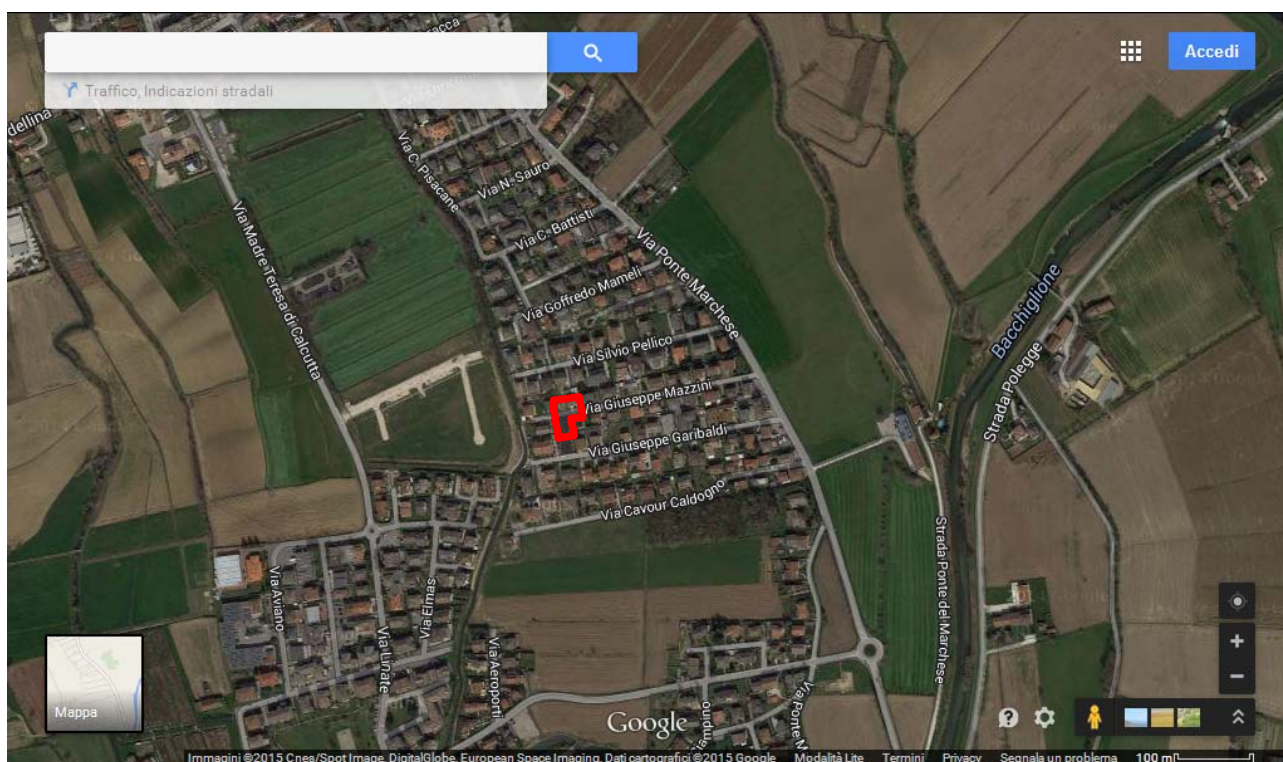 Accedi
Traffico, Indicazioni stradali
dellina
Via C. Pisacane
Via N. Sauro
Via C. Battisti
Via Madre Teresa di Calcutta
Via Goffredo Mameli
Via Ponte Marchese
Via Silvio Pellico
Bacchiglione
Strada Polegge
Via Giuseppe Mazzini
Via Giuseppe Garibaldi
Via Cavour Caldogno
Strada Ponte del Marchese
Via Aviano
Via Elmas
Via Linate
Via Aeroporti
Via Ponte M
Mappa
Google
Immagini ©2015 Cnes/Spot Image, DigitalGlobe, European Space Imaging, Dati cartografici ©2015 Google Modalità Lite Termini Privacy Segnala un problema 100 m